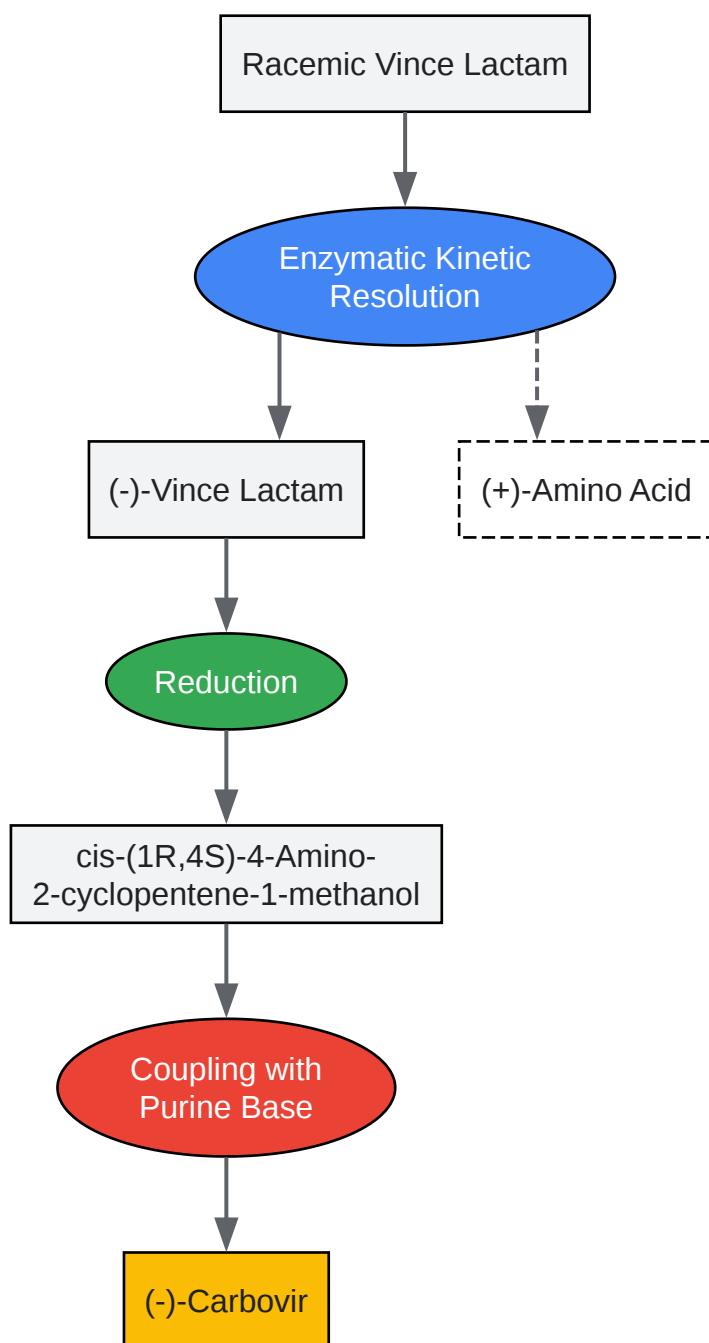 Racemic Vince Lactam
Enzymatic Kinetic
Resolution
(-)-Vince Lactam
(+)-Amino Acid
Reduction
cis-(1R,4S)-4-Amino-
2-cyclopentene-1-methanol
Coupling with
Purine Base
(-)-Carbovir